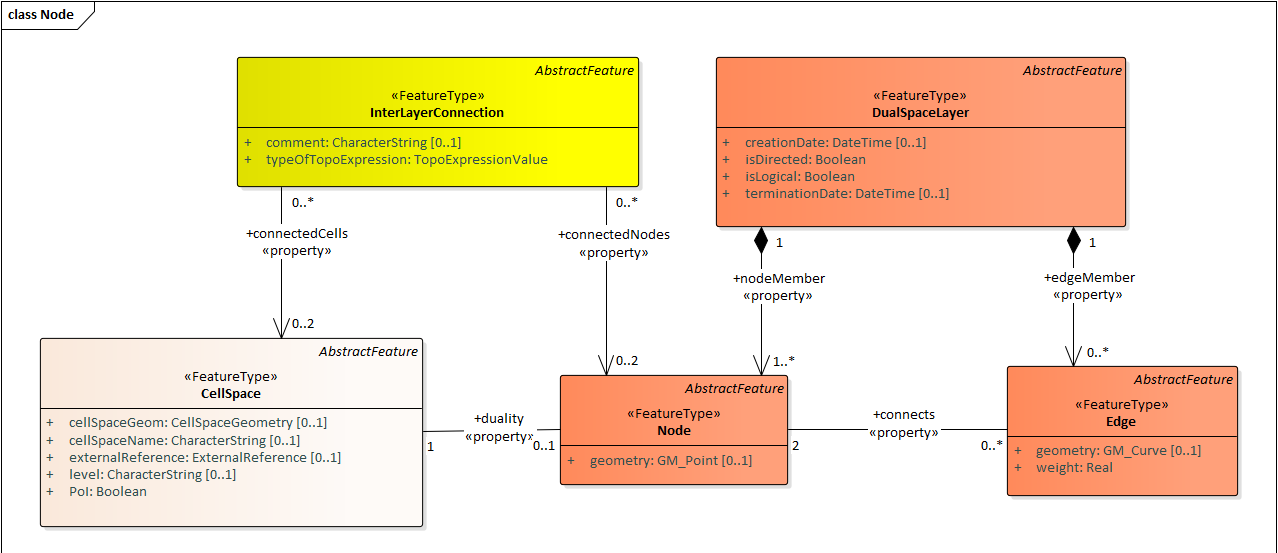 class Node
AbstractFeature
«FeatureType»
InterLayerConnection
+ comment: CharacterString [0..1]
+ typeOfTopoExpression: TopoExpressionValue
AbstractFeature
«FeatureType»
DualSpaceLayer
+ creationDate: DateTime [0..1]
+ isDirected: Boolean
+ isLogical: Boolean
+ terminationDate: DateTime [0..1]
0..*
+connectedCells
«property»
0..2
0..*
+connectedNodes
«property»
0..2
1
+nodeMember
«property»
1..*
1
+edgeMember
«property»
0..*
AbstractFeature
«FeatureType»
CellSpace
+ cellSpaceGeom: CellSpaceGeometry [0..1]
+ cellSpaceName: CharacterString [0..1]
+ externalReference: ExternalReference [0..1]
+ level: CharacterString [0..1]
+ PoI: Boolean
+duality
«property»
1
0..1
AbstractFeature
«FeatureType»
Node
+ geometry: GM_Point [0..1]
+connects
«property»
2
0..*
AbstractFeature
«FeatureType»
Edge
+ geometry: GM_Curve [0..1]
+ weight: Real